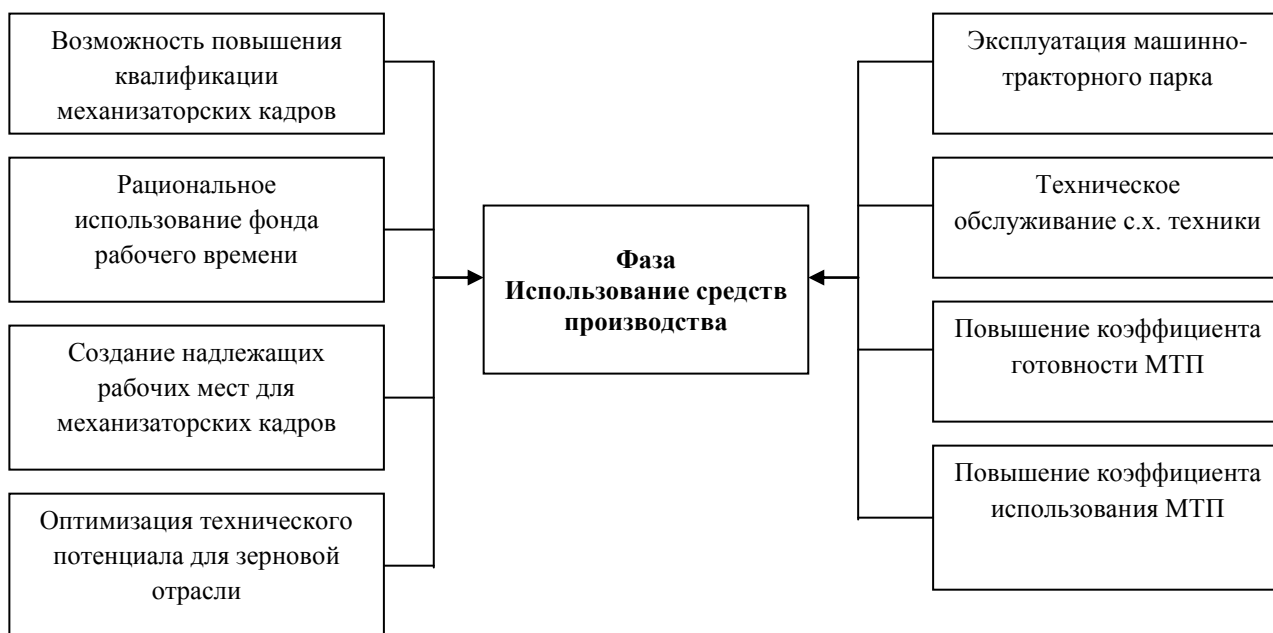 Возможность повышения
квалификации
механизаторских кадров
Рациональное
использование фонда
рабочего времени
Создание надлежащих
рабочих мест для
механизаторских кадров
Оптимизация технического
потенциала для зерновой
отрасли
Фаза
Использование средств
производства
Эксплуатация машинно-
тракторного парка
Техническое
обслуживание с.х. техники
Повышение коэффициента
готовности МТП
Повышение коэффициента
использования МТП